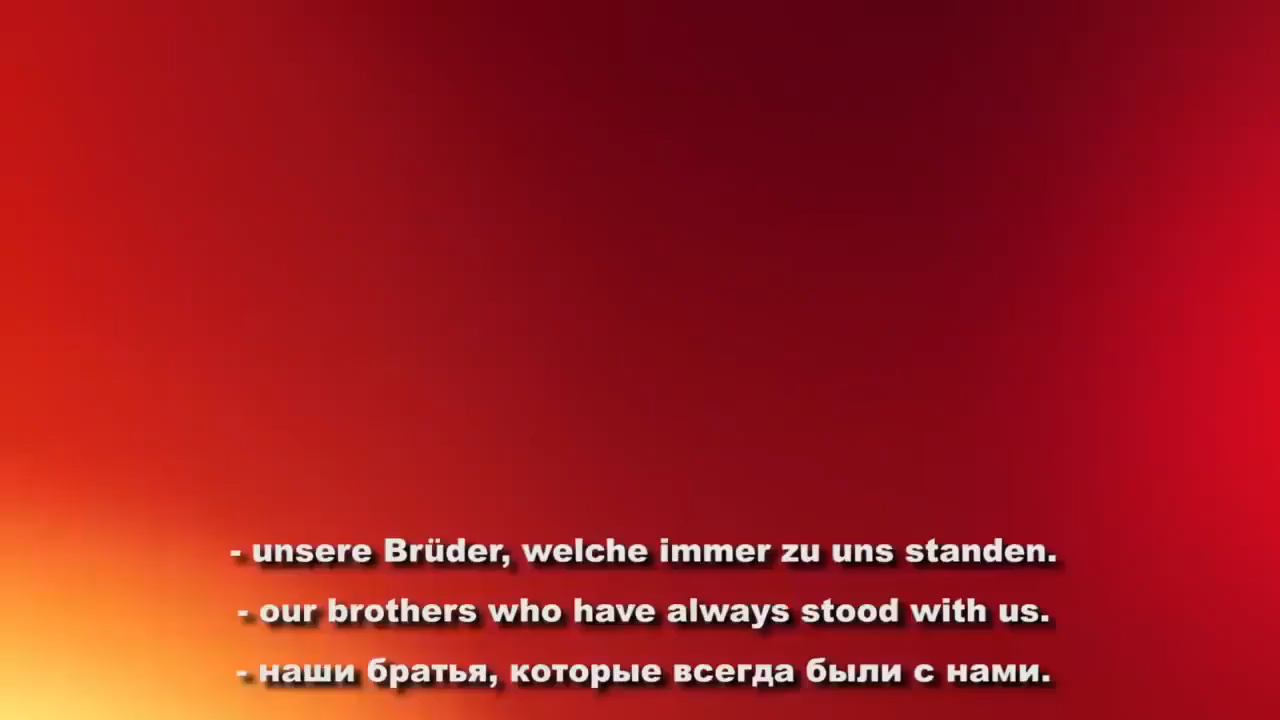 - unsere Brüder, welche immer zu uns standen.
- our brothers who have always stood with us.
- наши братья, которые всегда были с нами.